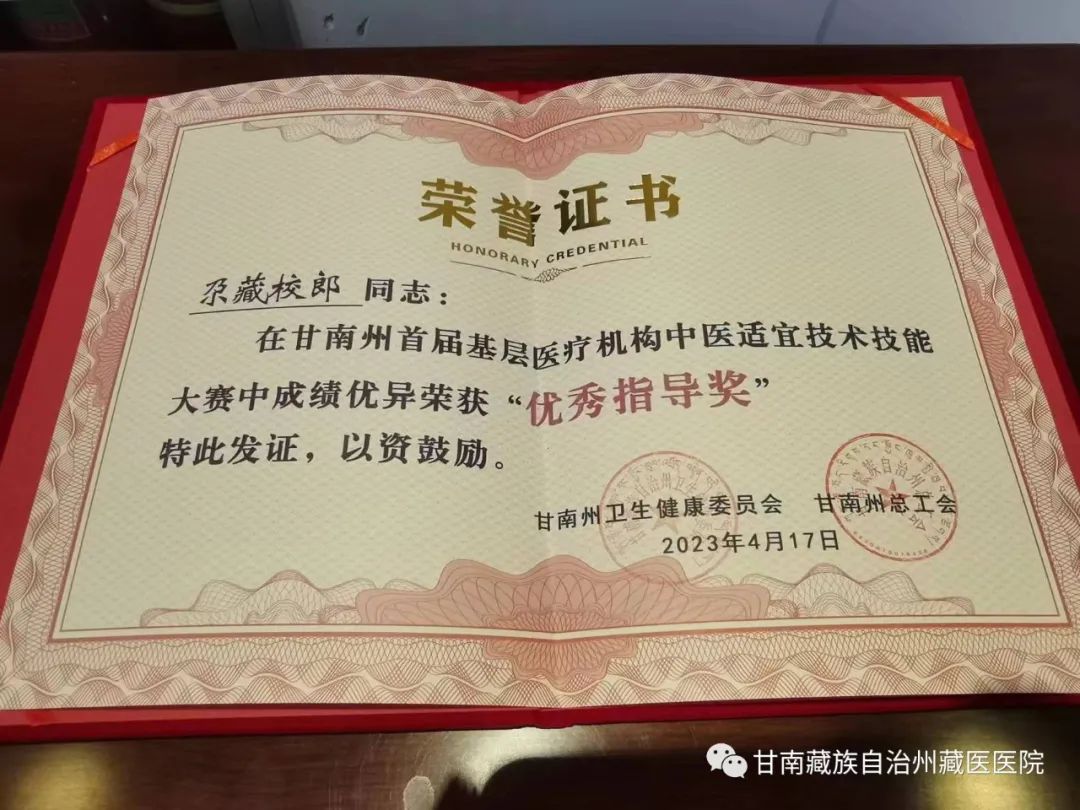 荣誉证书
HONORARY CREDENTIAL
尕藏校郎 同志：
在甘南州首届基层医疗机构中医适宜技术技能
大赛中成绩优异荣获“优秀指导奖”
特此发证，以资鼓励。
甘南州卫生健康委员会 甘南州总工会
2023年4月17日
甘南藏族自治州藏医医院